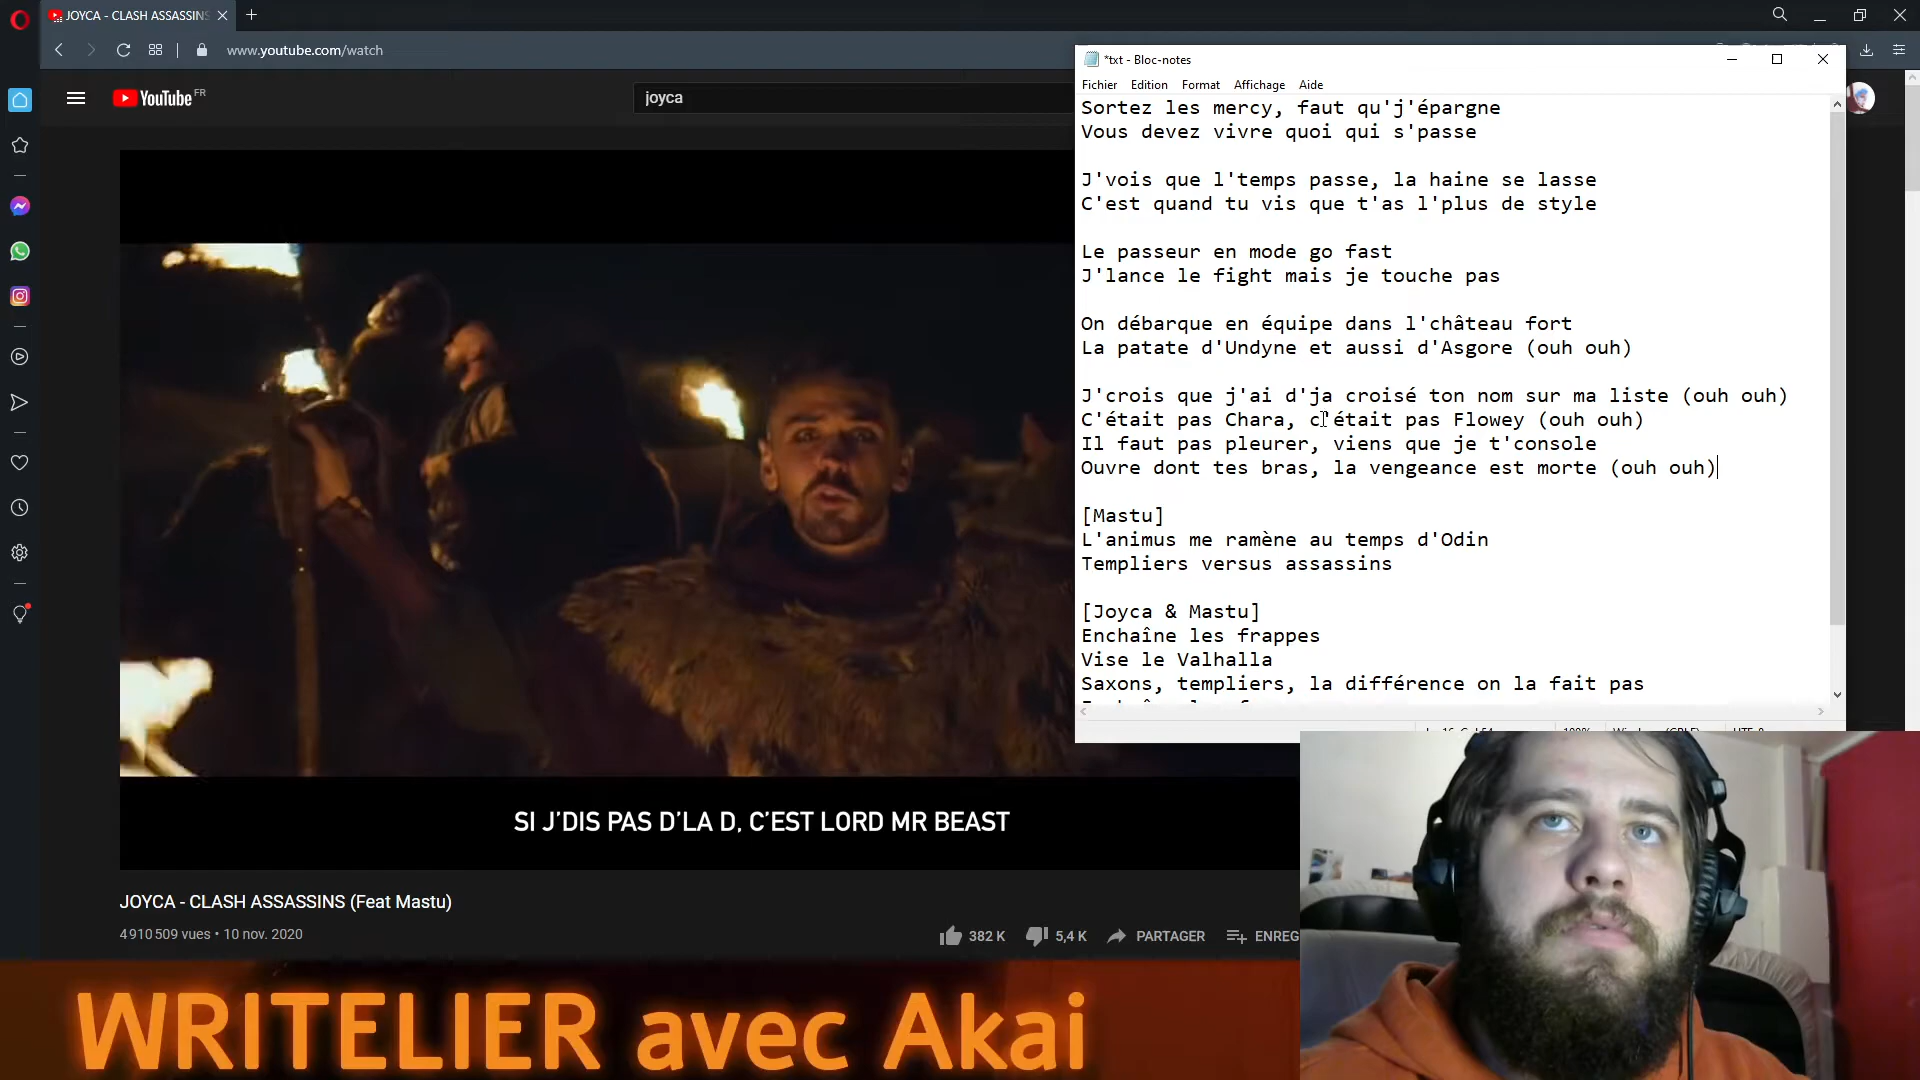 JOYCA - CLASH ASSASSINS
www.youtube.com/watch
YouTube FR
joyca
*txt - Bloc-notes
Fichier Edition Format Affichage Aide
Sortez les mercy, faut qu'j'épargne
Vous devez vivre quoi qui s'passe
J'vois que l'temps passe, la haine se lasse
C'est quand tu vis que t'as l'plus de style
Le passeur en mode go fast
J'lance le fight mais je touche pas
On débarque en équipe dans l'château fort
La patate d'Undyne et aussi d'Asgore (ouh ouh)
J'crois que j'ai d'ja croisé ton nom sur ma liste (ouh ouh)
C'était pas Chara, c'était pas Flowey (ouh ouh)
Il faut pas pleurer, viens que je t'console
Ouvre dont tes bras, la vengeance est morte (ouh ouh)
[Mastu]
L'animus me ramène au temps d'Odin
Templiers versus assassins
[Joyca & Mastu]
Enchaîne les frappes
Vise le Valhalla
Saxons, templiers, la différence on la fait pas
SI J'DIS PAS D'LA D, C'EST LORD MR BEAST
JOYCA - CLASH ASSASSINS (Feat Mastu)
4 910 509 vues • 10 nov. 2020
382 K
5,4 K
PARTAGER
ENREG
WRITELIER avec Akai